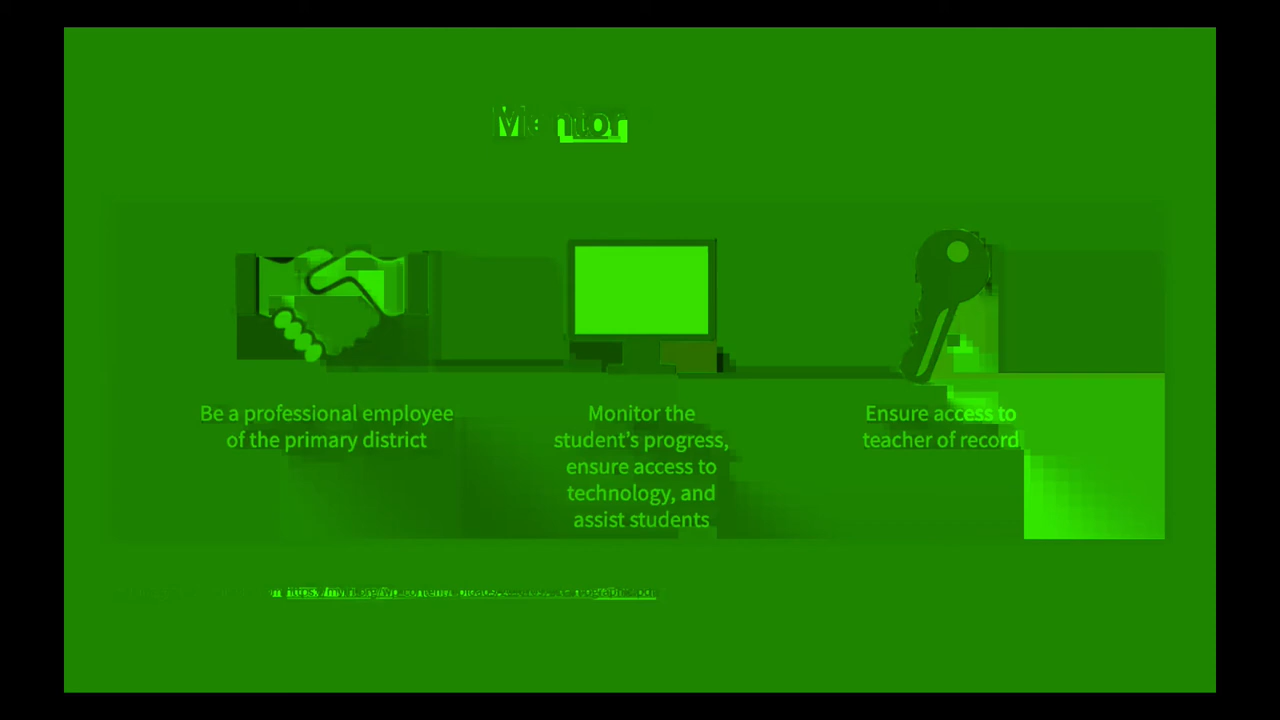 Mentor
Be a professional employee
of the primary district
Monitor the
student's progress,
ensure access to
technology, and
assist students
Ensure access to
teacher of record